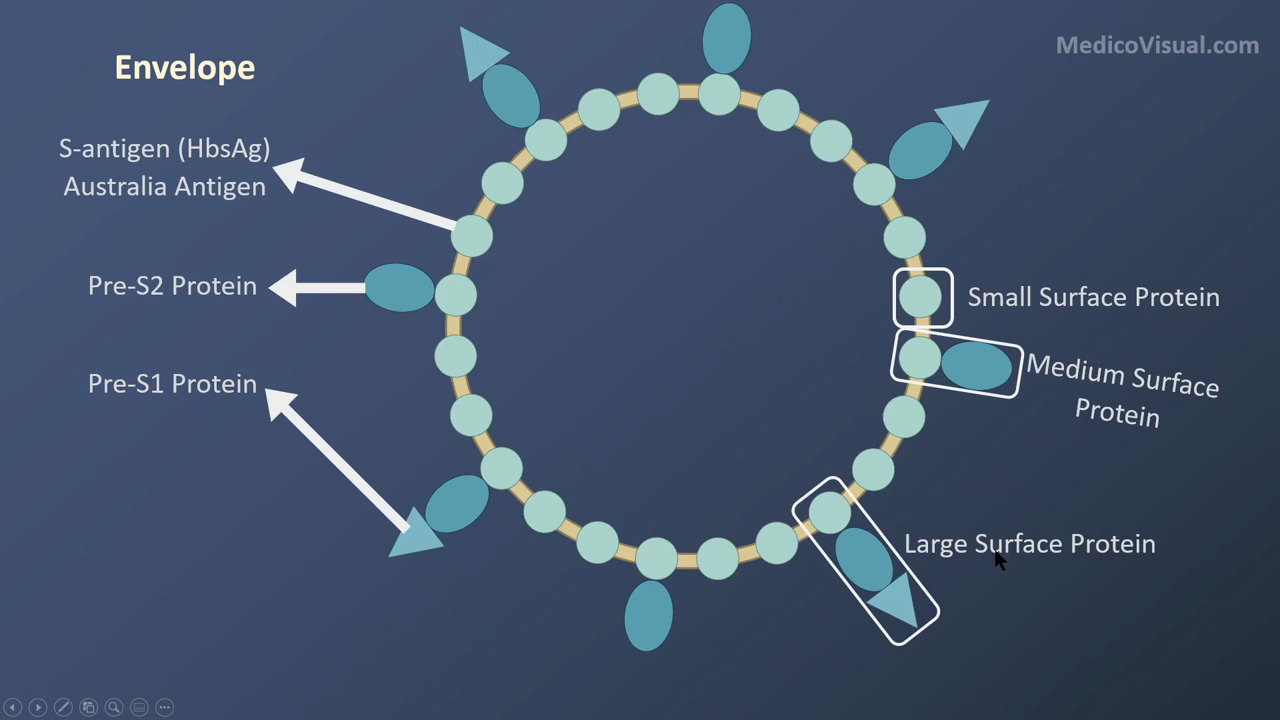 MedicoVisual.com
Envelope
S-antigen (HbsAg)
Australia Antigen
Pre-S2 Protein
Pre-S1 Protein
Small Surface Protein
Medium Surface
Protein
Large Surface Protein